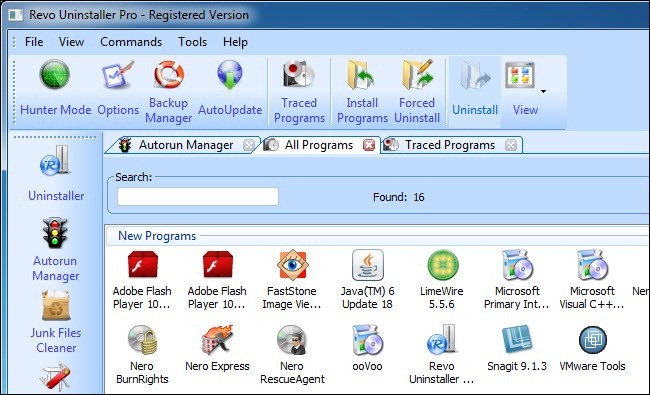 Revo Uninstaller Pro - Registered Version
File View Commands Tools Help
Hunter Mode Options Backup Manager AutoUpdate Traced Programs Install Programs Forced Uninstall Uninstall View
Uninstaller
Autorun Manager
Junk Files Cleaner
Autorun Manager All Programs Traced Programs
Search:
Found: 16
New Programs
Adobe Flash Player 10... Adobe Flash Player 10... FastStone Image Vie... Java(TM) 6 Update 18 LimeWire 5.5.6 Microsoft Primary Int... Microsoft Visual C++... Ner
Nero BurnRights Nero Express Nero RescueAgent ooVoo Revo Uninstaller ... Snagit 9.1.3 VMware Tools